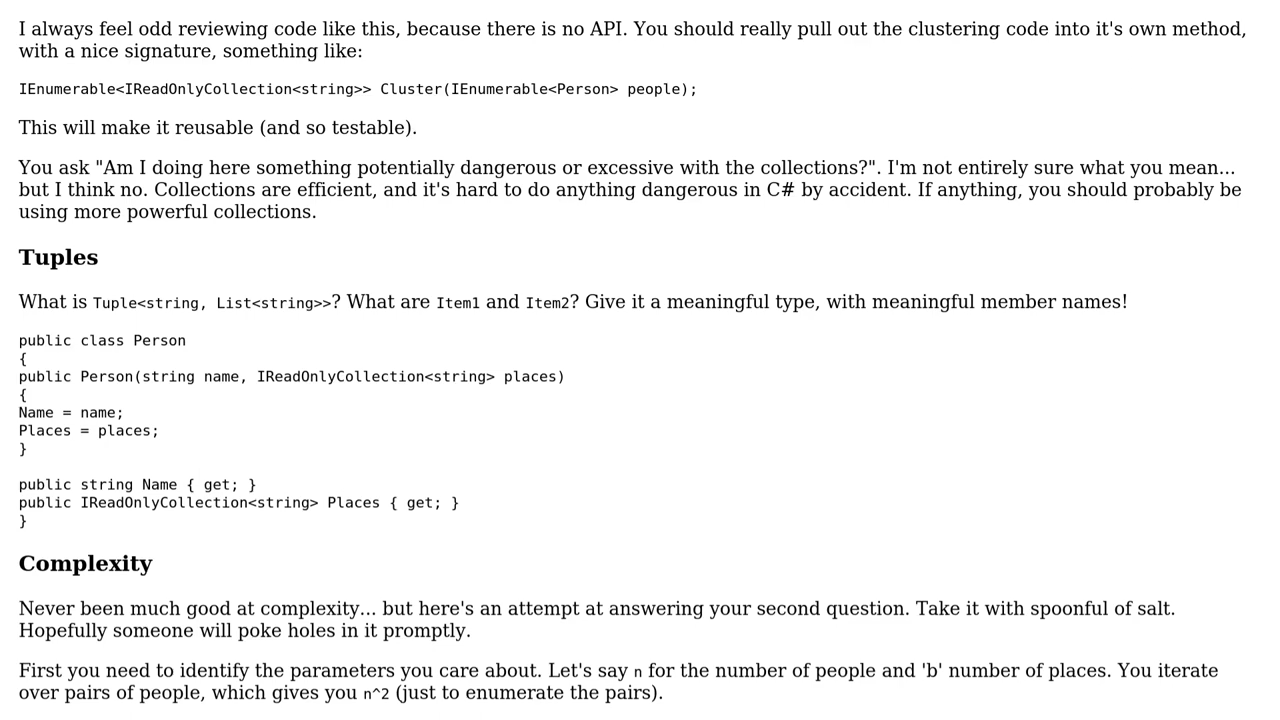 I always feel odd reviewing code like this, because there is no API. You should really pull out the clustering code into it's own method,
with a nice signature, something like:
IEnumerable<IReadOnlyCollection<string>> Cluster(IEnumerable<Person> people);
This will make it reusable (and so testable).
You ask "Am I doing here something potentially dangerous or excessive with the collections?". I'm not entirely sure what you mean...
but I think no. Collections are efficient, and it's hard to do anything dangerous in C# by accident. If anything, you should probably be
using more powerful collections.
Tuples
What is Tuple<string, List<string>>? What are Item1 and Item2? Give it a meaningful type, with meaningful member names!
public class Person
{
public Person(string name, IReadOnlyCollection<string> places)
{
Name = name;
Places = places;
}
public string Name { get; }
public IReadOnlyCollection<string> Places { get; }
}
Complexity
Never been much good at complexity... but here's an attempt at answering your second question. Take it with spoonful of salt.
Hopefully someone will poke holes in it promptly.
First you need to identify the parameters you care about. Let's say n for the number of people and 'b' number of places. You iterate
over pairs of people, which gives you n^2 (just to enumerate the pairs).